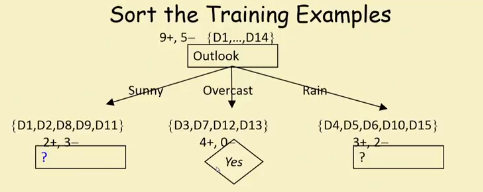 Sort the Training Examples
9+, 5– {D1,...,D14}
Outlook
Sunny Overcast Rain
{D1,D2,D8,D9,D11} {D3,D7,D12,D13} {D4,D5,D6,D10,D15}
2+, 3– 4+, 0– 3+, 2–
? Yes ?